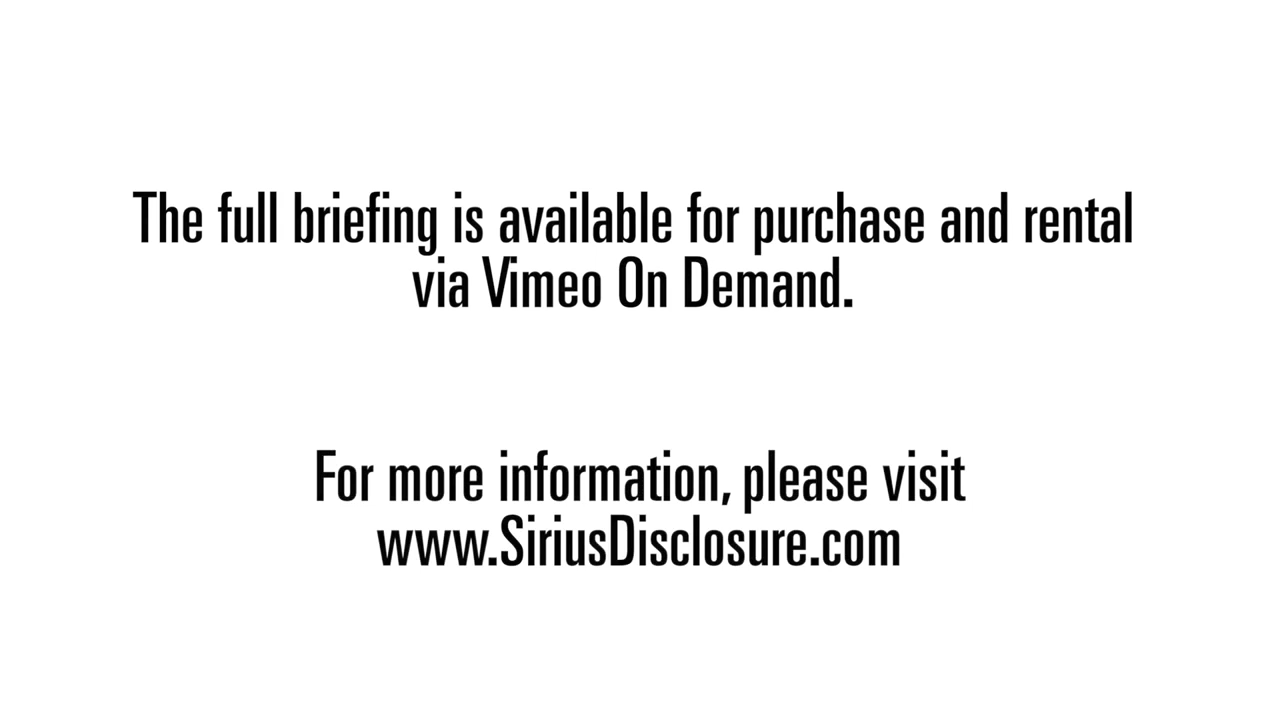 The full briefing is available for purchase and rental
via Vimeo On Demand.
For more information, please visit
www.SiriusDisclosure.com